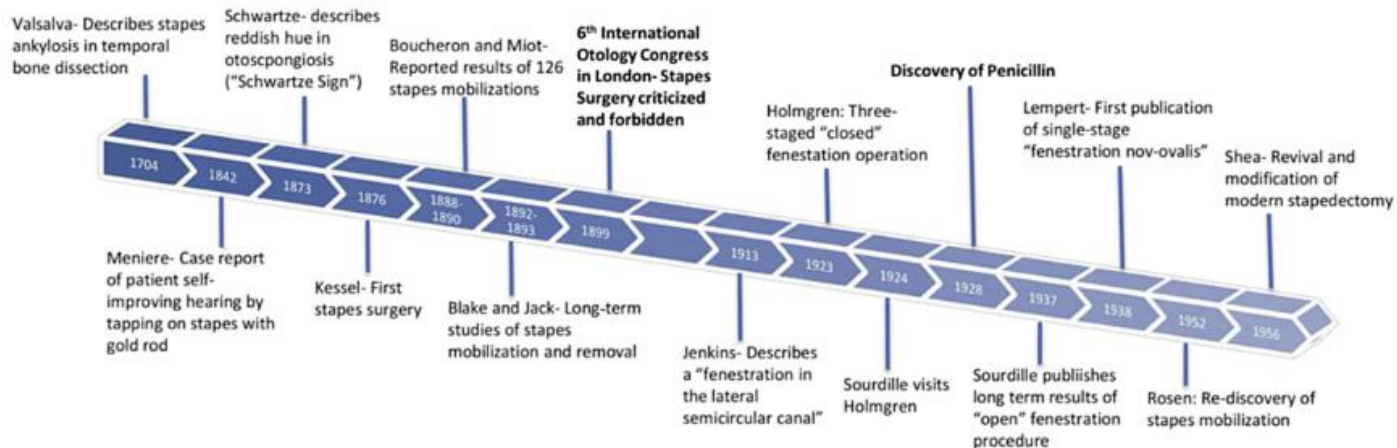 Valsalva- Describes stapes
ankylosis in temporal
bone dissection
Schwartze- describes
reddish hue in
otoscpongiosis
("Schwartze Sign")
Boucheron and Miot-
Reported results of 126
stapes mobilizations
6th International
Otology Congress
in London- Stapes
Surgery criticized
and forbidden
Holmgren: Three-
staged "closed"
fenestation operation
Discovery of Penicillin
Lempert- First publication
of single-stage
"fenestration nov-ovalis"
Shea- Revival and
modification of
modern stapedectomy
1704
1842
1873
1876
1888-
1890
1892-
1893
1899
1913
1923
1924
1928
1937
1938
1952
1956
Meniere- Case report
of patient self-
improving hearing by
tapping on stapes with
gold rod
Kessel- First
stapes surgery
Blake and Jack- Long-term
studies of stapes
mobilization and removal
Jenkins- Describes
a "fenestration in
the lateral
semicircular canal"
Sourdille visits
Holmgren
Sourdille publiishes
long term results of
"open" fenestration
procedure
Rosen: Re-discovery of
stapes mobilization